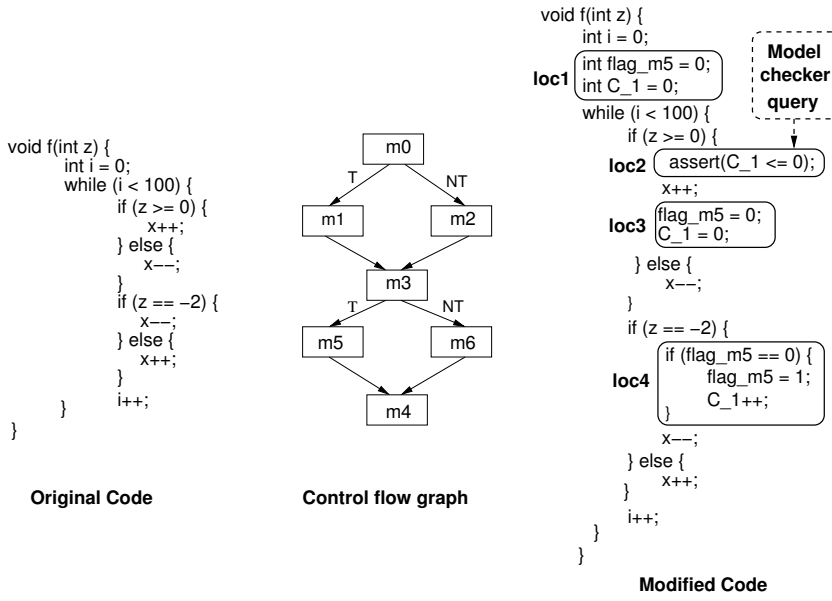 void f(int z) {
int i = 0;
while (i < 100) {
if (z >= 0) {
x++;
} else {
x−−;
}
if (z == −2) {
x−−;
} else {
x++;
}
i++;
}
}
Original Code
m0
T
NT
m1
m2
m3
T
NT
m5
m6
m4
Control flow graph
void f(int z) {
int i = 0;
loc1
int flag_m5 = 0;
int C_1 = 0;
while (i < 100) {
if (z >= 0) {
Model
checker
query
loc2
assert(C_1 <= 0);
x++;
loc3
flag_m5 = 0;
C_1 = 0;
} else {
x−−;
}
if (z == −2) {
loc4
if (flag_m5 == 0) {
flag_m5 = 1;
C_1++;
}
x−−;
} else {
x++;
}
i++;
}
}
Modified Code